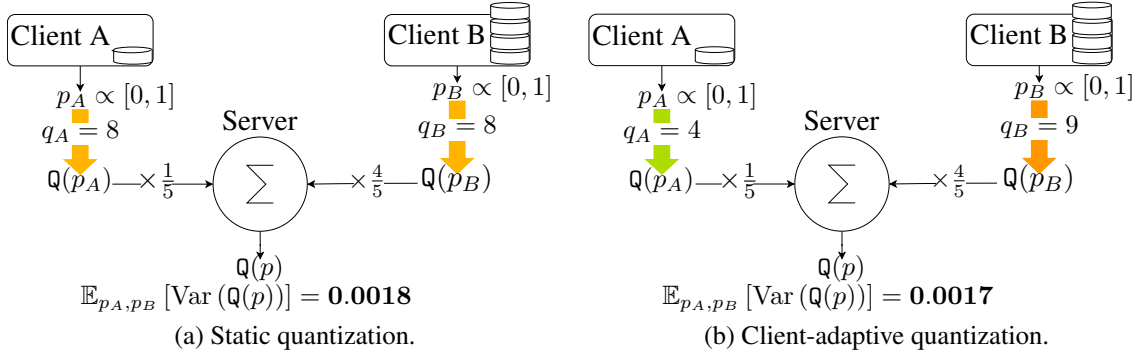 Client A
Client B
p_A ∝ [0, 1]
p_B ∝ [0, 1]
q_A = 8
Server
q_B = 8
Q(p_A)
× 1/5
∑
× 4/5
Q(p_B)
Q(p)
𝔼_{p_A,p_B} [Var (Q(p))] = 0.0018
(a) Static quantization.
Client A
Client B
p_A ∝ [0, 1]
p_B ∝ [0, 1]
q_A = 4
Server
q_B = 9
Q(p_A)
× 1/5
∑
× 4/5
Q(p_B)
Q(p)
𝔼_{p_A,p_B} [Var (Q(p))] = 0.0017
(b) Client-adaptive quantization.